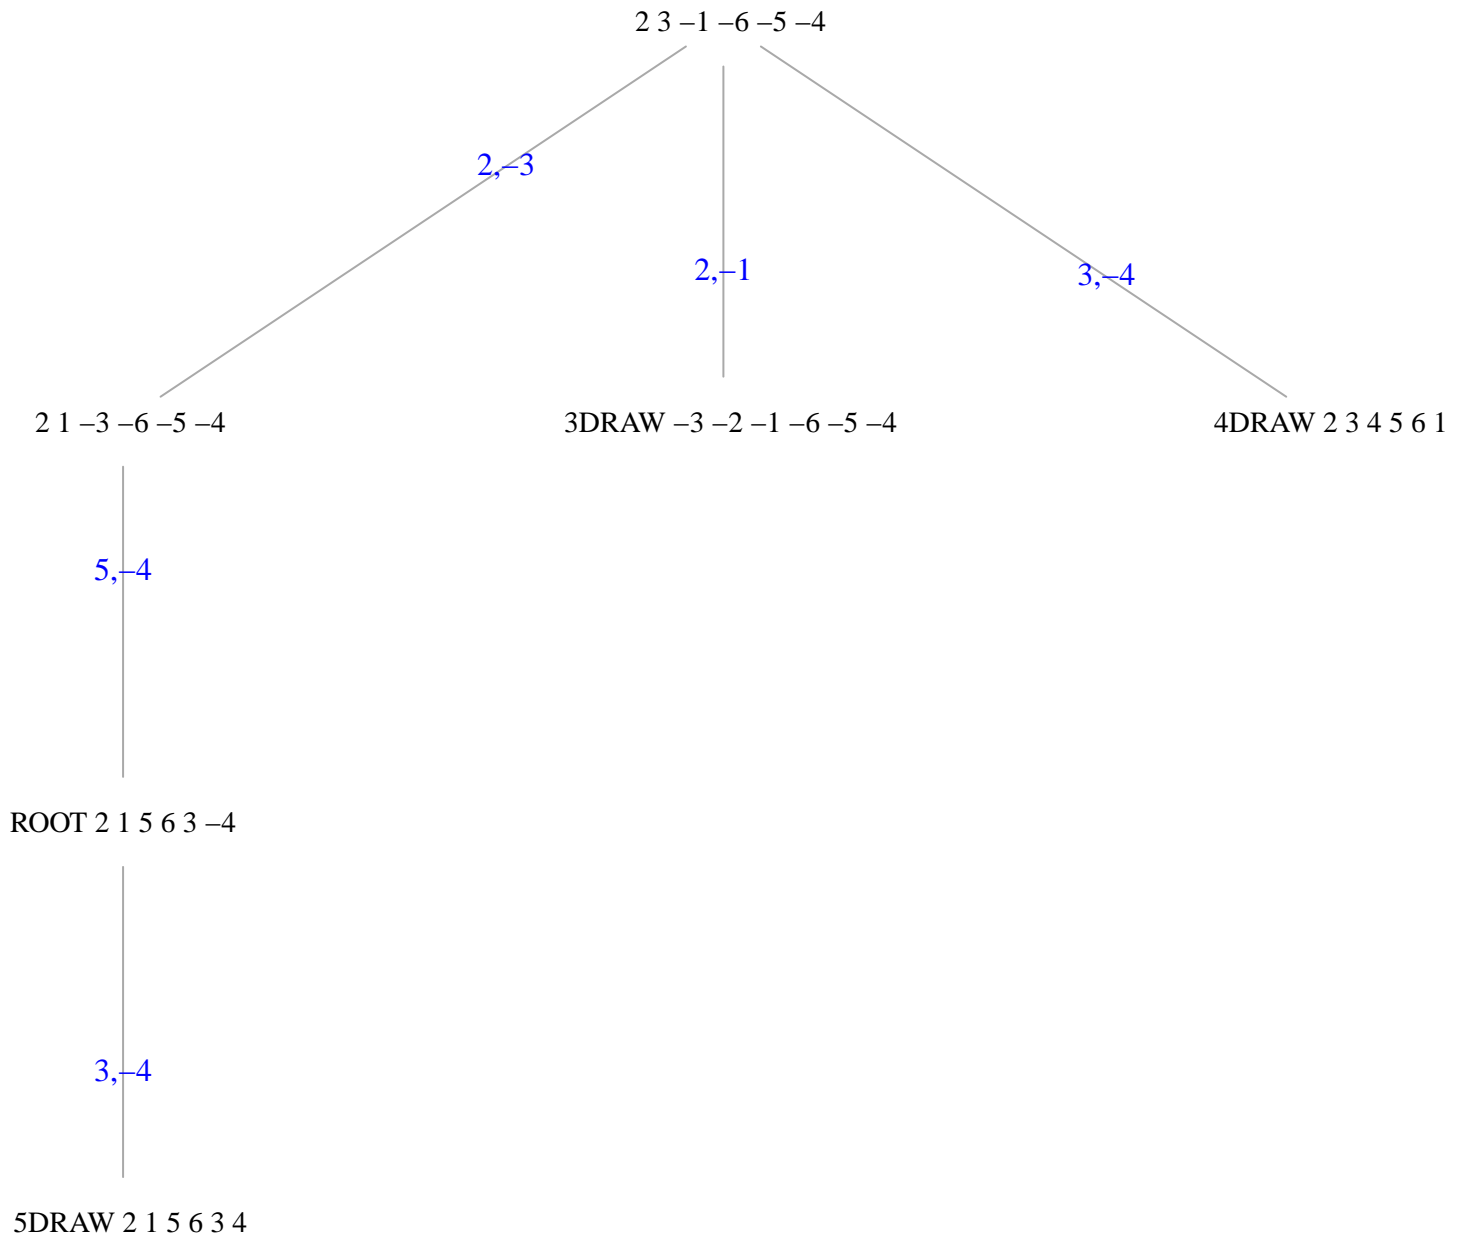 2 3 –1 –6 –5 –4
2,–3
2,–1
3,–4
2 1 –3 –6 –5 –4
3DRAW –3 –2 –1 –6 –5 –4
4DRAW 2 3 4 5 6 1
5,–4
ROOT 2 1 5 6 3 –4
3,–4
5DRAW 2 1 5 6 3 4